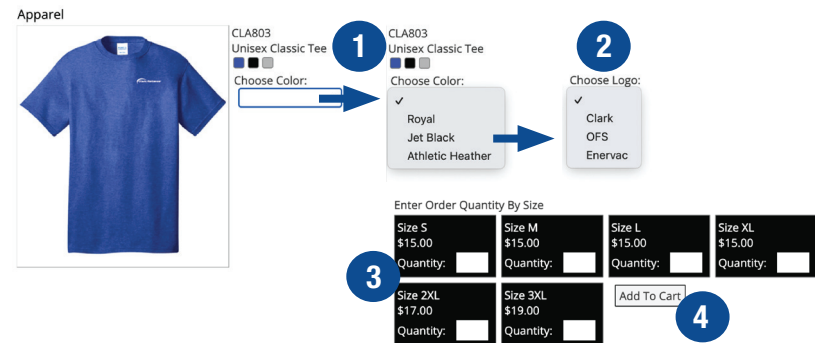 Apparel
CLA803
Unisex Classic Tee
Choose Color:
1
CLA803
Unisex Classic Tee
Choose Color:
✓
Royal
Jet Black
Athletic Heather
2
Choose Logo:
✓
Clark
OFS
Enervac
Enter Order Quantity By Size
3
Size S
$15.00
Quantity:
Size M
$15.00
Quantity:
Size L
$15.00
Quantity:
Size XL
$15.00
Quantity:
Size 2XL
$17.00
Quantity:
Size 3XL
$19.00
Quantity:
Add To Cart
4